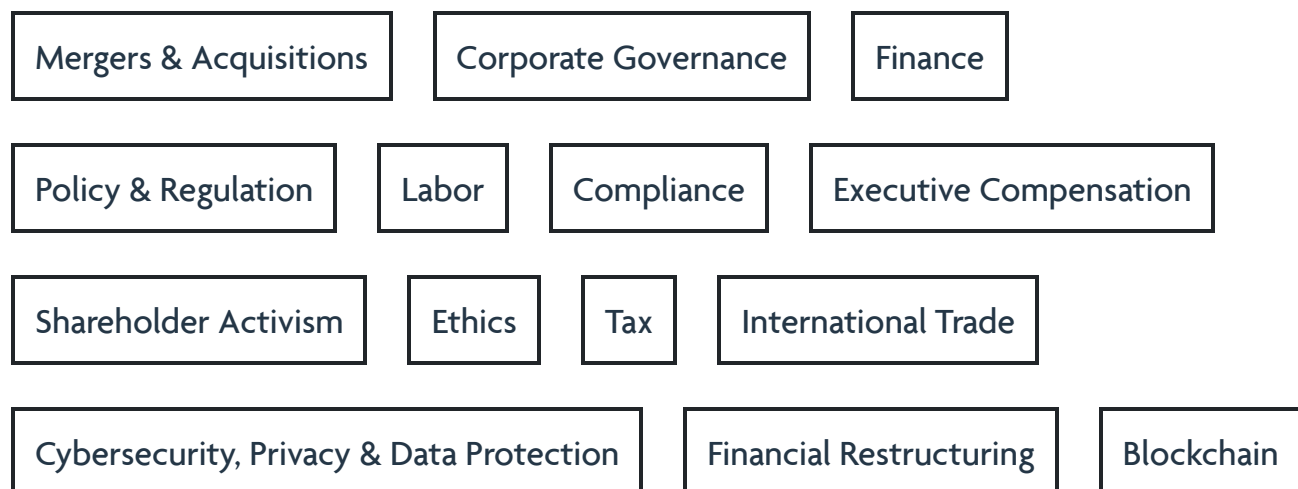 Mergers & Acquisitions Corporate Governance Finance
Policy & Regulation Labor Compliance Executive Compensation
Shareholder Activism Ethics Tax International Trade
Cybersecurity, Privacy & Data Protection Financial Restructuring Blockchain